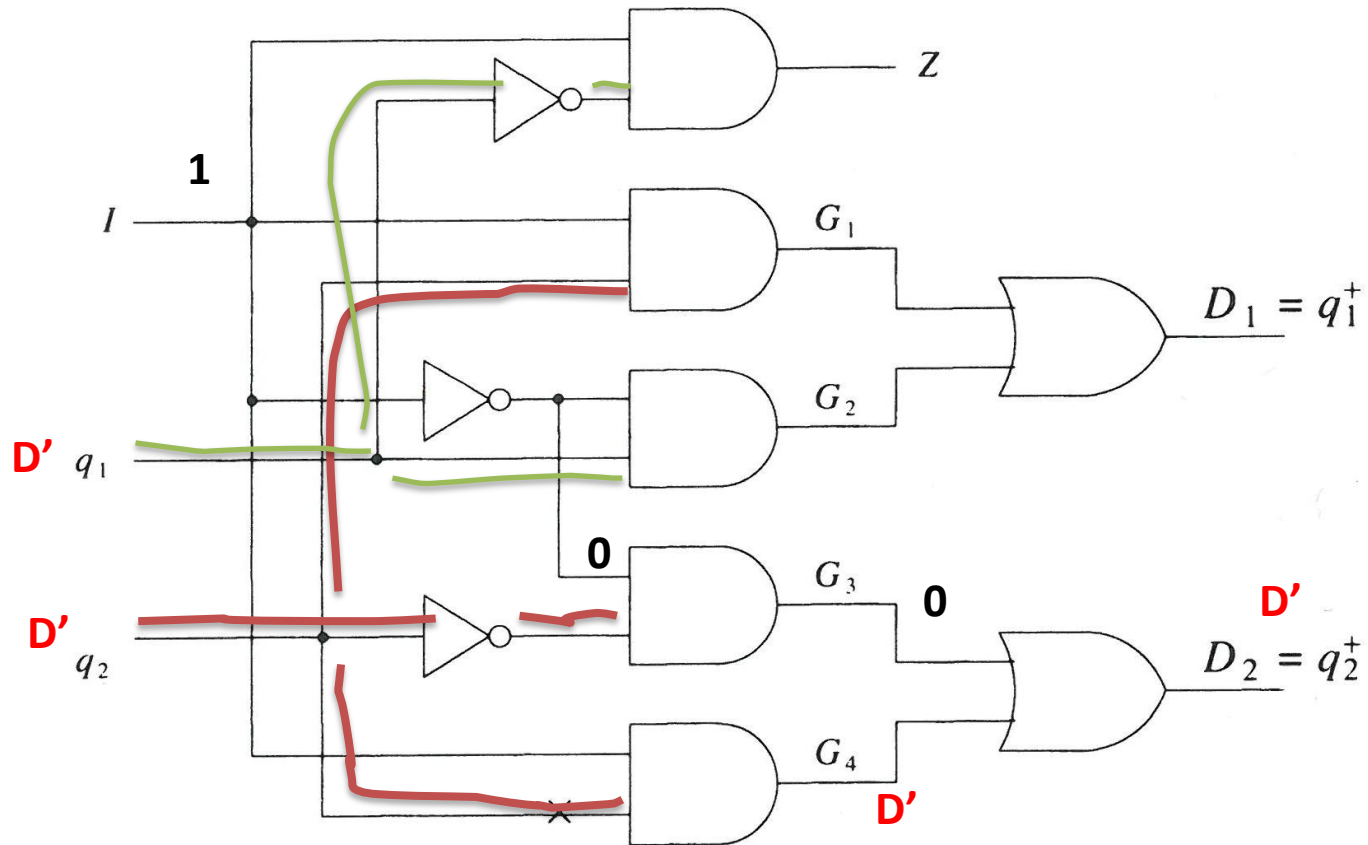 Z
1
I
G₁
D₁ = q₁⁺
G₂
D’ q₁
0
G₃
0
D’
D’
q₂
D₂ = q₂⁺
G₄
D’